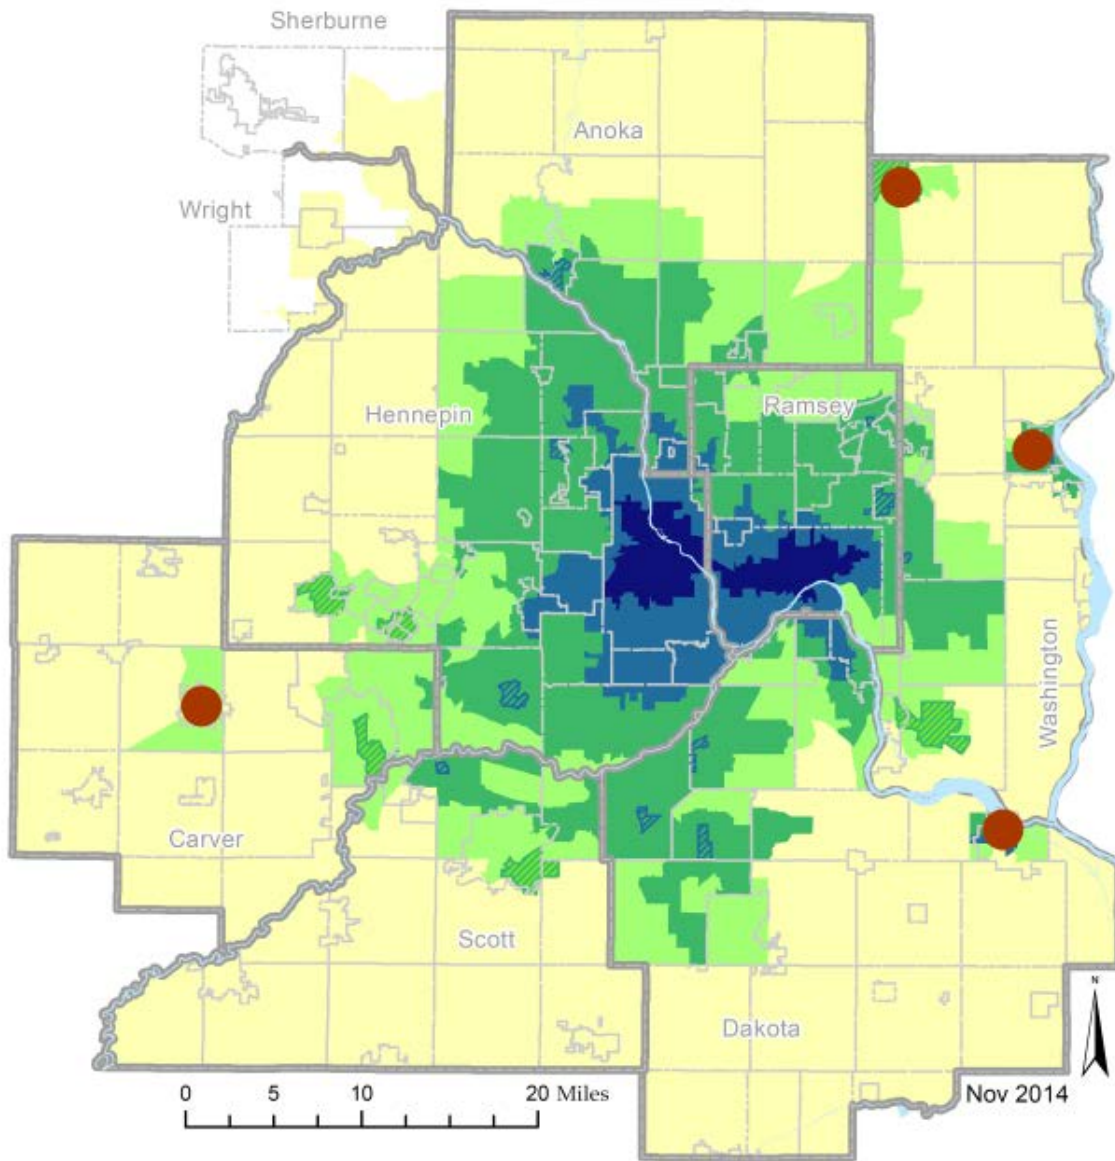 Sherburne
Anoka
Wright
Hennepin
Ramsey
Washington
Carver
Scott
Dakota
N
0 5 10 20 Miles
Nov 2014